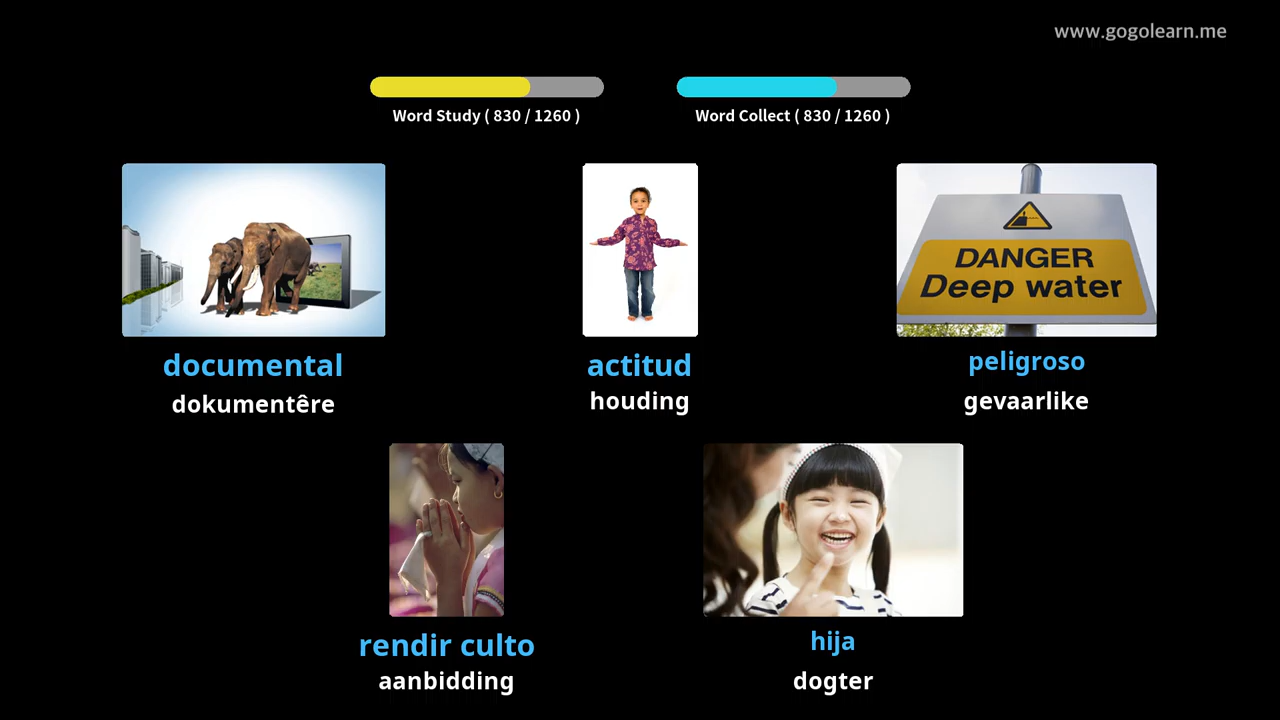 www.gogolearn.me
Word Study ( 830 / 1260 )
Word Collect ( 830 / 1260 )
DANGER
Deep water
documental
dokumentêre
actitud
houding
peligroso
gevaarlike
rendir culto
aanbidding
hija
dogter